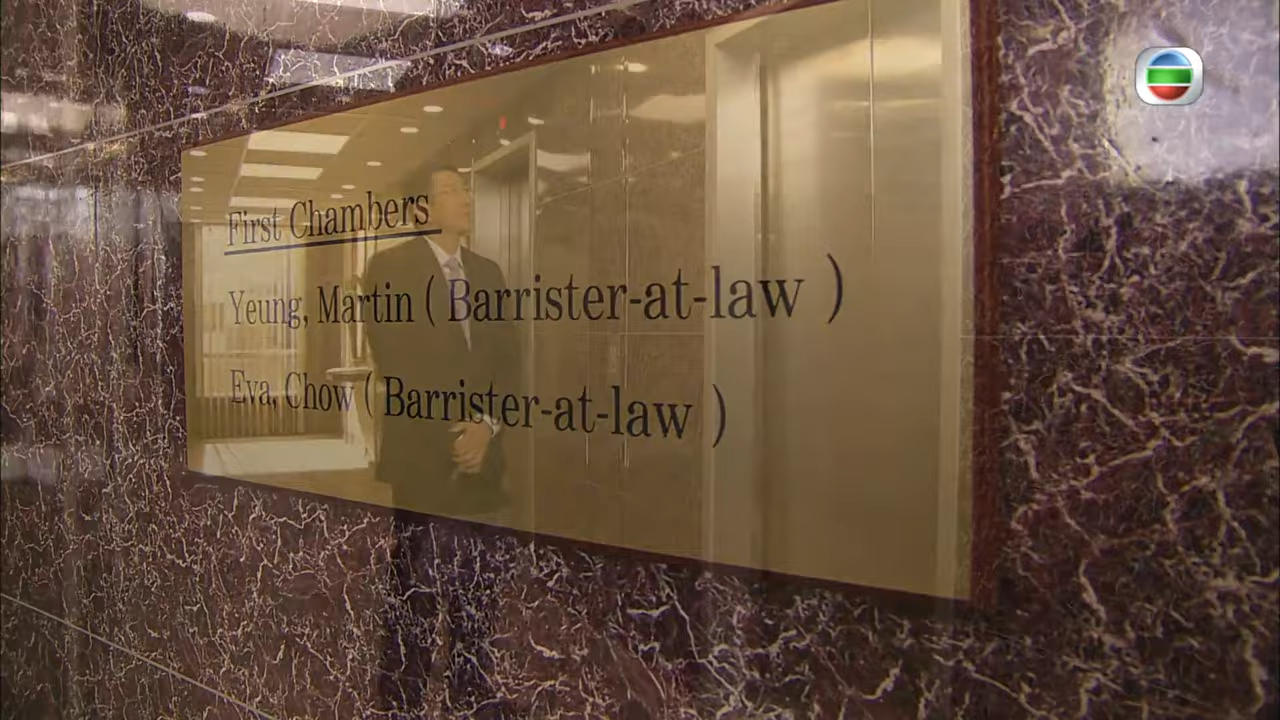 First Chambers
Yeung, Martin ( Barrister-at-law )
Eva, Chow ( Barrister-at-law )